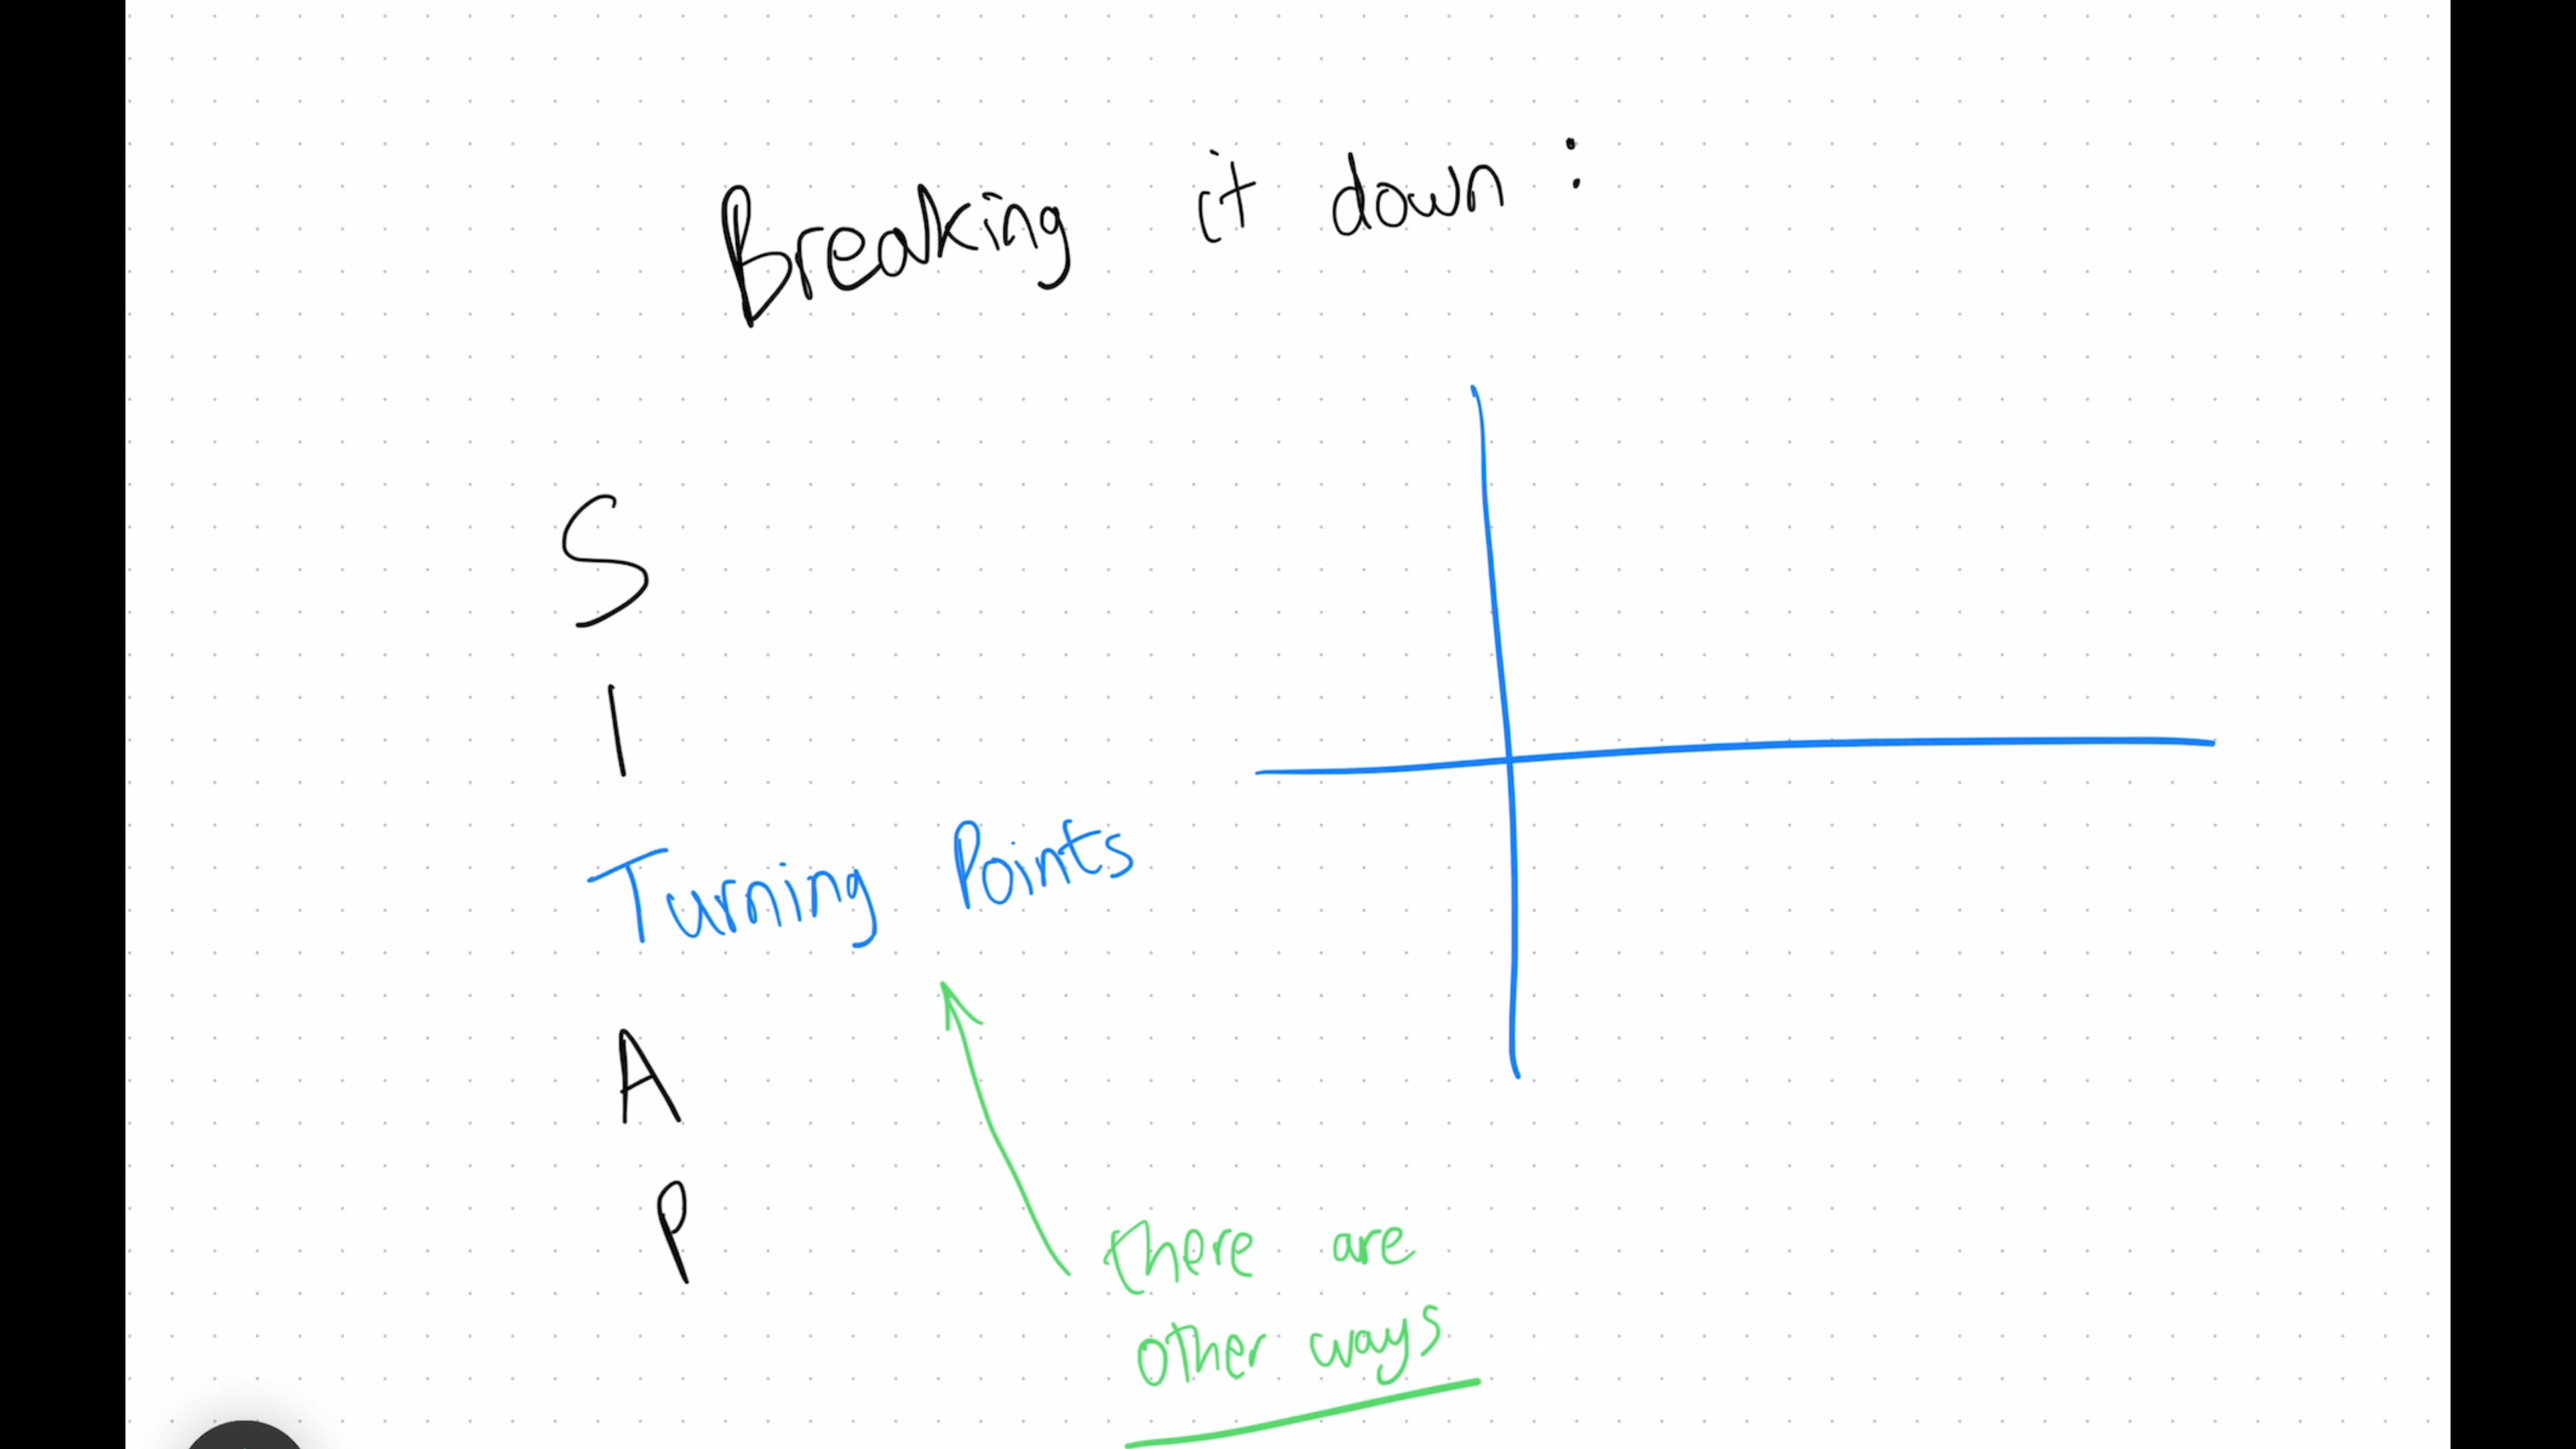 Breaking it down :
S
I
Turning Points
A
P
there are
other ways